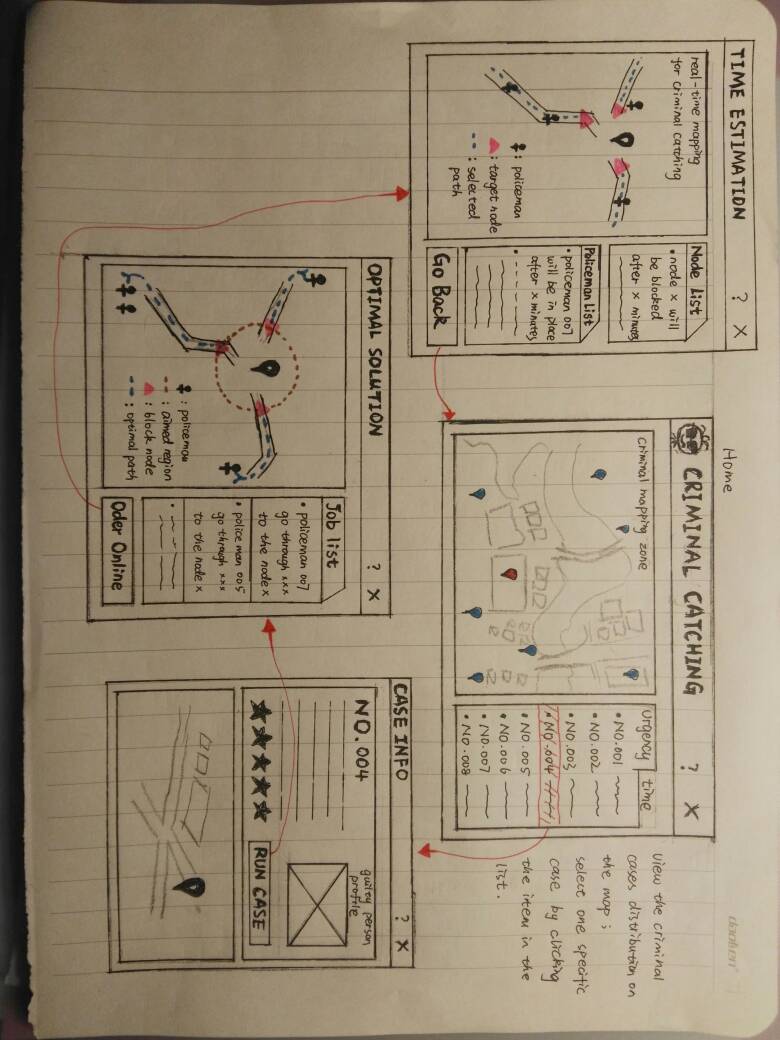 TIME ESTIMATION ? X
real-time mapping
for criminal catching
: policeman
: target node
: selected
path
Node List
• node x will
be blocked
after x minutes
Policeman List
• policeman 007
will be in place
after x minutes
Go Back
Home
daolen
CRIMINAL CATCHING ? X
criminal mapping zone
urgency time
• NO.001
• NO.002
• NO.003
• NO.004
• NO.005
• NO.006
• NO.007
• NO.008
view the criminal
cases distribution on
the map ;
select one specific
case by clicking
the item in the
list.
OPTIMAL SOLUTION ? X
: policeman
: aimed region
: block node
: optimal path
Job list
• policeman 007
go through xxx
to the node x
• police man 005
go through xxx
to the node x
Oder Online
CASE INFO ? X
NO.004
guilty person
profile
RUN CASE